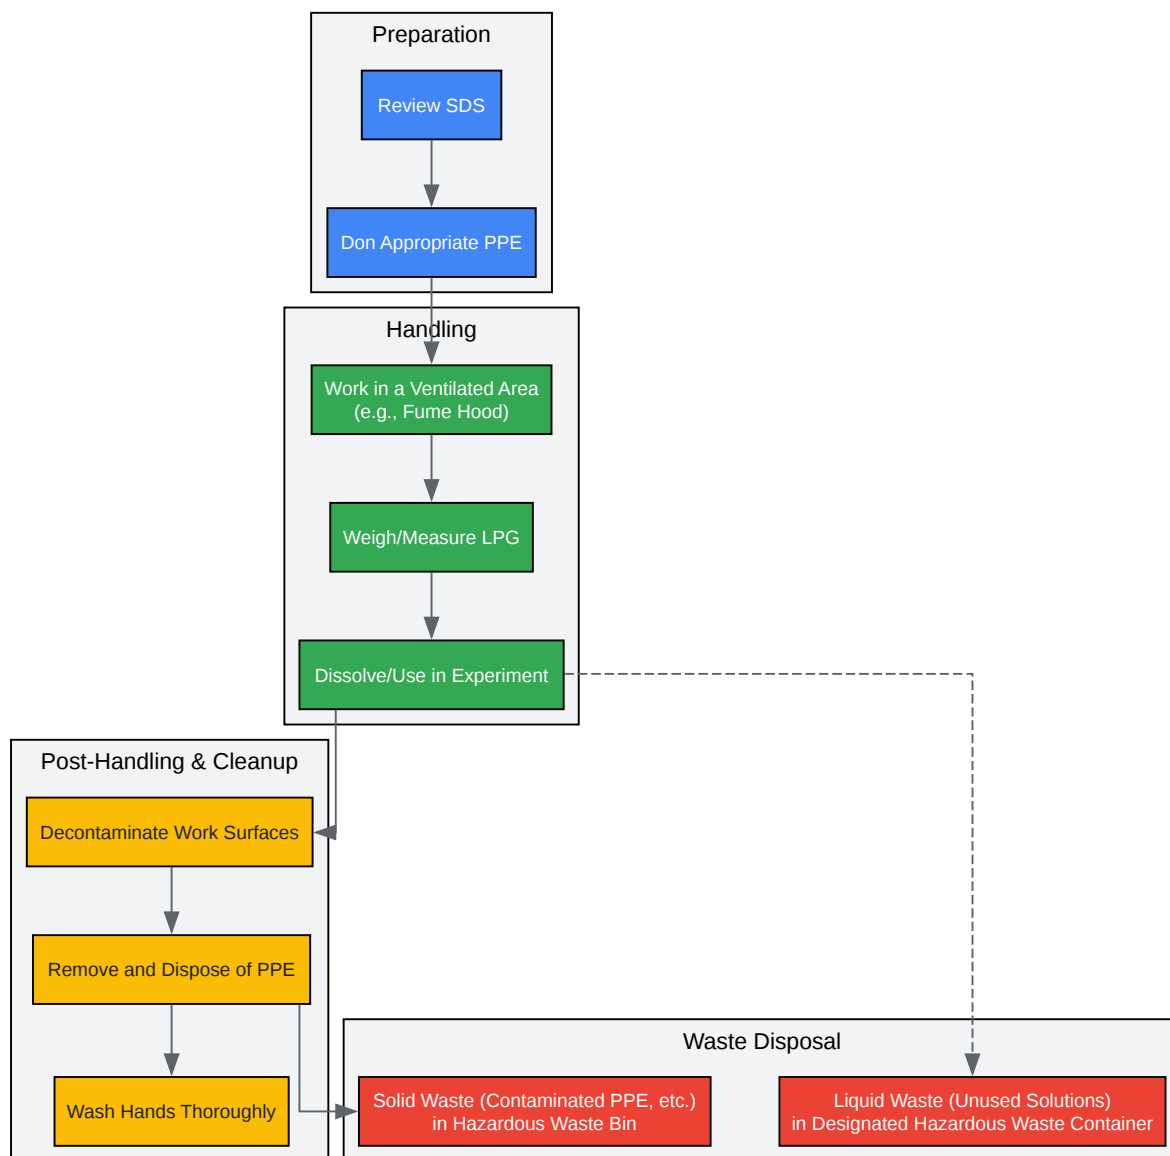 Preparation
Review SDS
Don Appropriate PPE
Handling
Work in a Ventilated Area
(e.g., Fume Hood)
Weigh/Measure LPG
Dissolve/Use in Experiment
Post-Handling & Cleanup
Decontaminate Work Surfaces
Remove and Dispose of PPE
Wash Hands Thoroughly
Waste Disposal
Solid Waste (Contaminated PPE, etc.)
in Hazardous Waste Bin
Liquid Waste (Unused Solutions)
in Designated Hazardous Waste Container